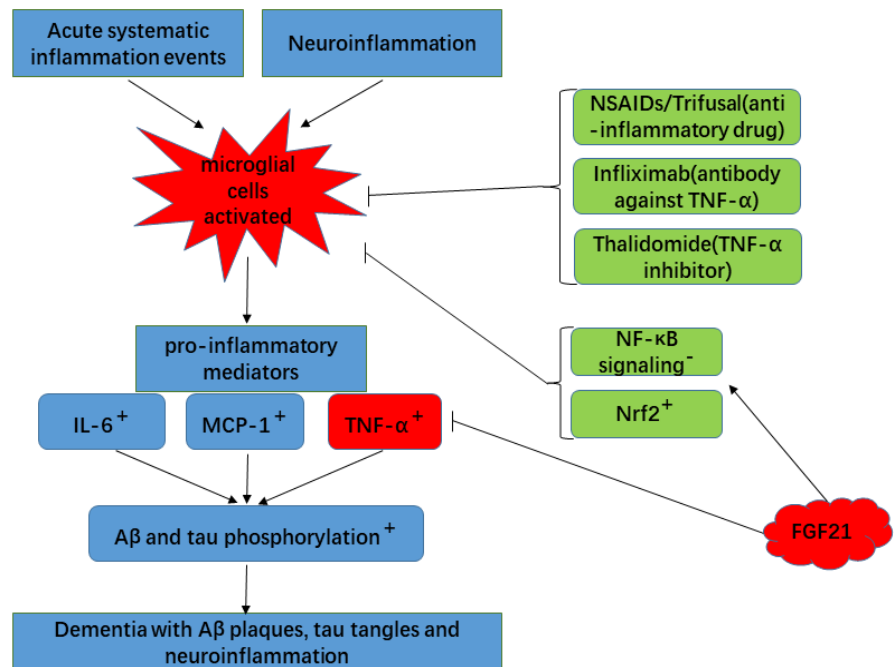 Acute systematic
inflammation events
Neuroinflammation
NSAIDs/Trifusal(anti
-inflammatory drug)
microglial
cells
activated
Infliximab(antibody
against TNF-α)
Thalidomide(TNF-α
inhibitor)
pro-inflammatory
mediators
NF-κB
signaling⁻
Nrf2⁺
IL-6⁺
MCP-1⁺
TNF-α⁺
FGF21
Aβ and tau phosphorylation⁺
Dementia with Aβ plaques, tau tangles and
neuroinflammation